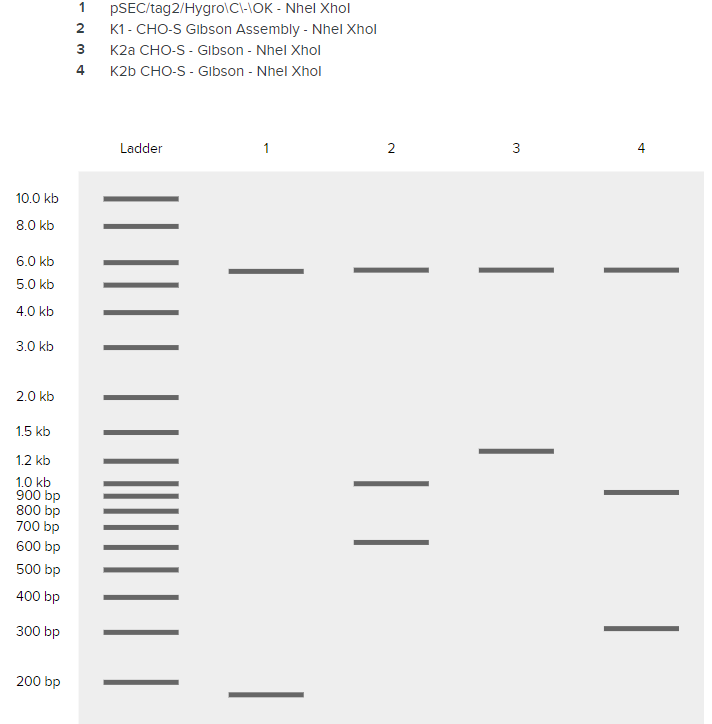 1 pSEC/tag2/Hygro\C\-\OK - NheI XhoI
2 K1 - CHO-S Gibson Assembly - NheI XhoI
3 K2a CHO-S - Gibson - NheI XhoI
4 K2b CHO-S - Gibson - NheI XhoI
Ladder 1 2 3 4
10.0 kb
8.0 kb
6.0 kb
5.0 kb
4.0 kb
3.0 kb
2.0 kb
1.5 kb
1.2 kb
1.0 kb
900 bp
800 bp
700 bp
600 bp
500 bp
400 bp
300 bp
200 bp